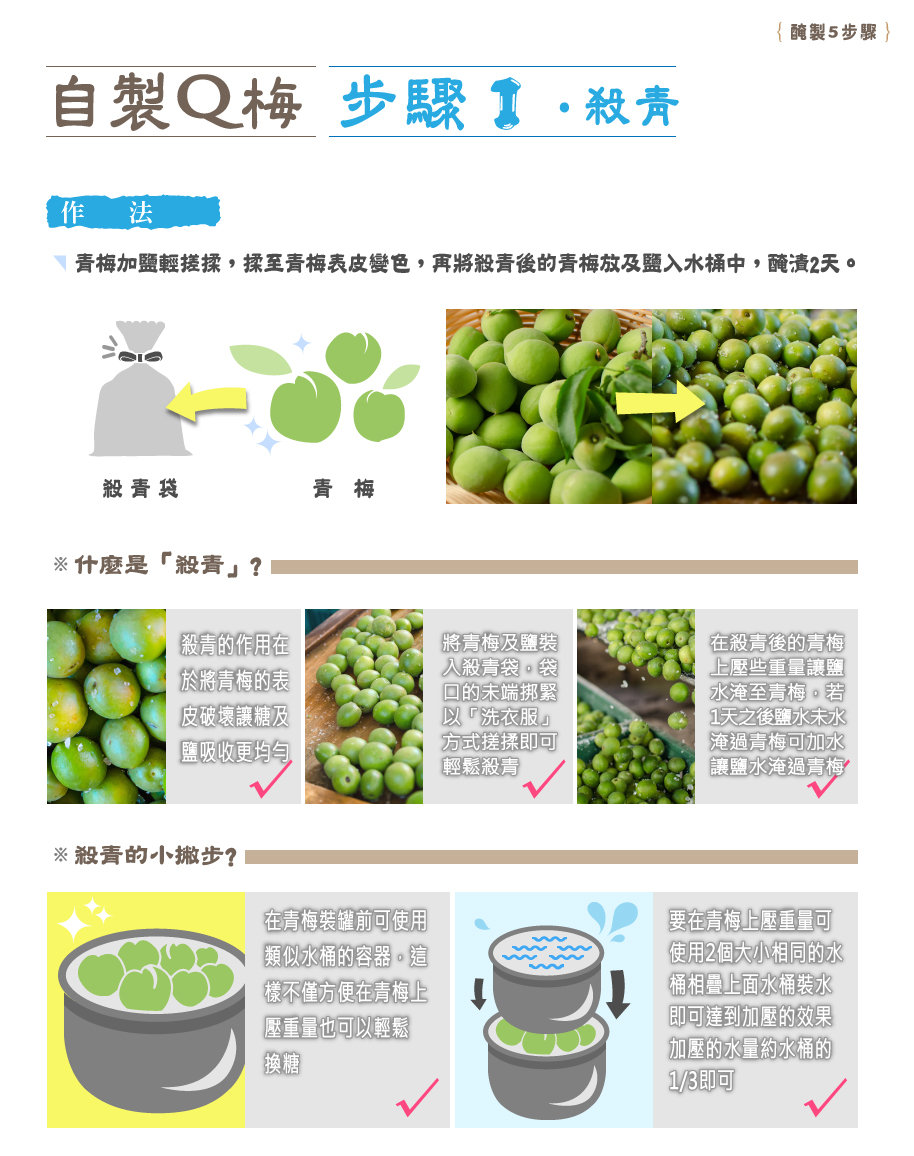 { 醃製5步驟 }
自製Q梅 步驟1 · 殺青
作 法
青梅加鹽輕搓揉，揉至青梅表皮變色，再將殺青後的青梅放及鹽入水桶中，醃漬2天。
殺青袋
青 梅
※ 什麼是「殺青」?
殺青的作用在
於將青梅的表
皮破壞讓糖及
鹽吸收更均勻
將青梅及鹽裝
入殺青袋，袋
口的末端綁緊
以「洗衣服」
方式搓揉即可
輕鬆殺青
在殺青後的青梅
上壓些重量讓鹽
水淹至青梅，若
1天之後鹽水未水
淹過青梅可加水
讓鹽水淹過青梅
※ 殺青的小撇步?
在青梅裝罐前可使用
類似水桶的容器，這
樣不僅方便在青梅上
壓重量也可以輕鬆
換糖
要在青梅上壓重量可
使用2個大小相同的水
桶相疊上面水桶裝水
即可達到加壓的效果
加壓的水量約水桶的
1/3即可